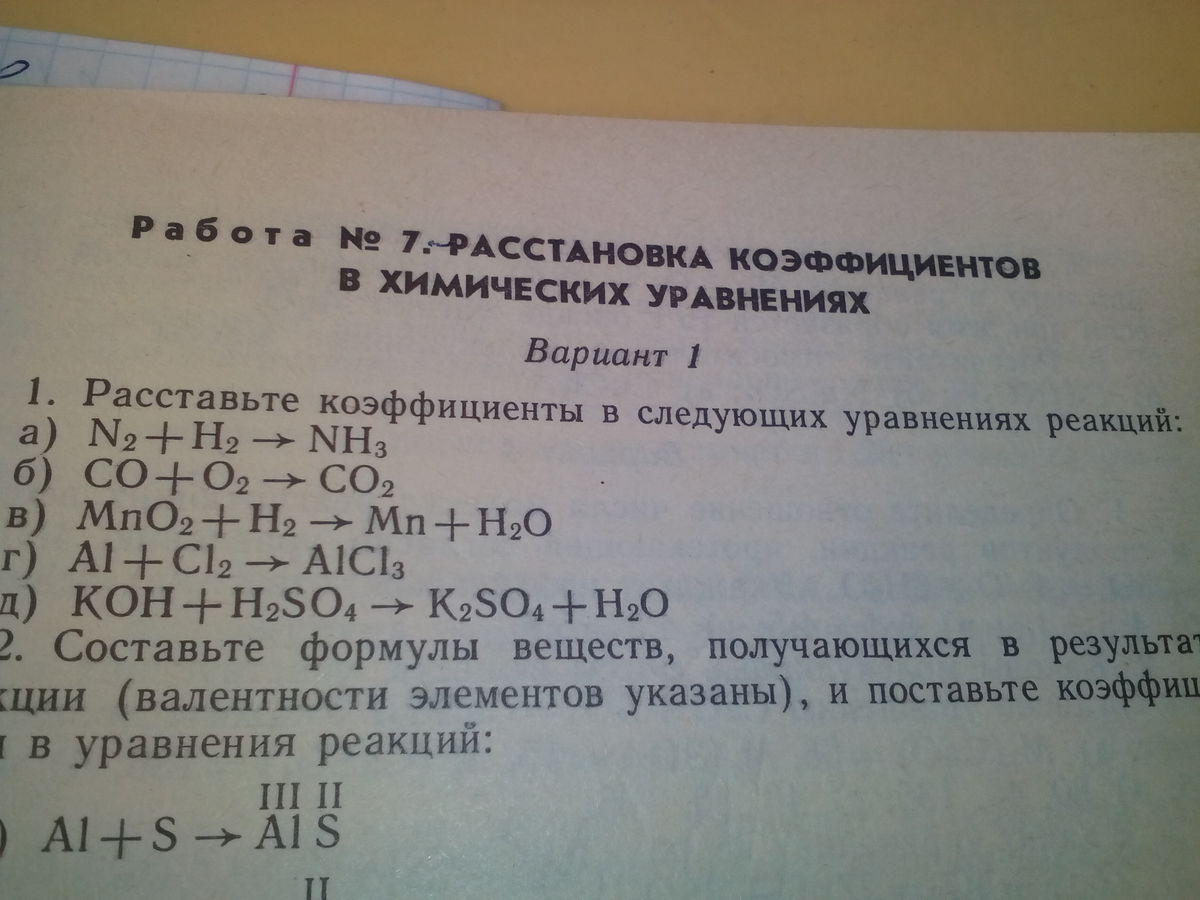 Работа № 7. РАССТАНОВКА КОЭФФИЦИЕНТОВ
В ХИМИЧЕСКИХ УРАВНЕНИЯХ
Вариант 1
1. Расставьте коэффициенты в следующих уравнениях реакций:
а) N₂ + H₂ → NH₃
б) CO + O₂ → CO₂
в) MnO₂ + H₂ → Mn + H₂O
г) Al + Cl₂ → AlCl₃
д) KOH + H₂SO₄ → K₂SO₄ + H₂O
2. Составьте формулы веществ, получающихся в результат
кции (валентности элементов указаны), и поставьте коэффиц
в уравнения реакций:
III II
) Al + S → Al S
II